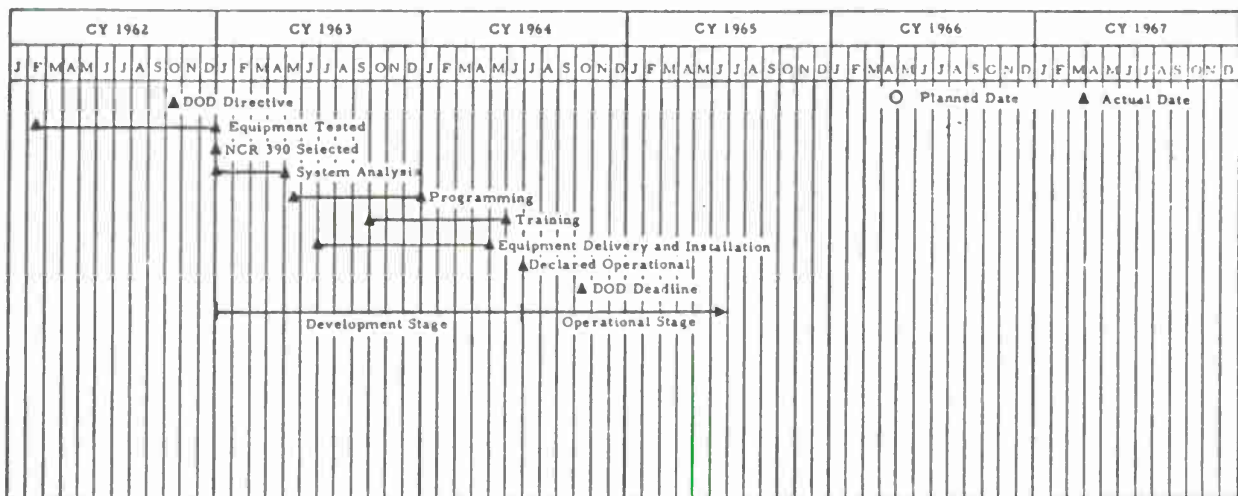 CY 1962 CY 1963 CY 1964 CY 1965 CY 1966 CY 1967
J F M A M J J A S O N D J F M A M J J A S O N D J F M A M J J A S O N D J F M A M J J A S O N D J F M A M J J A S O N D J F M A M J J A S O N D
DOD Directive Planned Date Actual Date
Equipment Tested
NCR 390 Selected
System Analysis
Programming
Training
Equipment Delivery and Installation
Declared Operational
DOD Deadline
Development Stage Operational Stage